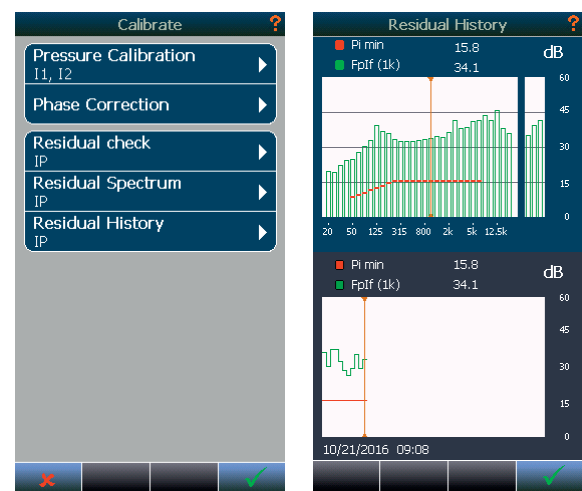 Calibrate ?
Pressure Calibration
I1, I2
Phase Correction
Residual check
IP
Residual Spectrum
IP
Residual History
IP
Residual History ?
Pi min 15.8 dB
FpIf (1k) 34.1
60
45
30
15
0
20 50 125 315 800 2k 5k 12.5k
Pi min 15.8 dB
FpIf (1k) 34.1
60
45
30
15
0
10/21/2016 09:08